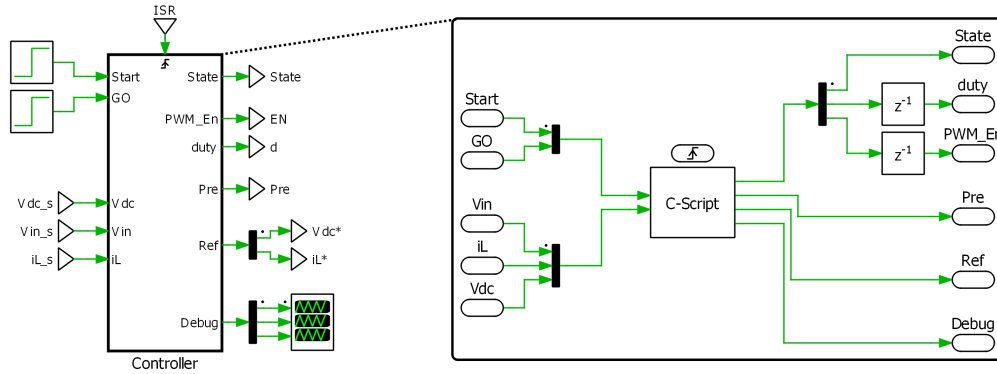 ISR
Start
GO
Vdc_s
Vin_s
iL_s
Vdc
Vin
iL
State
PWM_En
duty
Pre
Ref
Debug
State
EN
d
Pre
Vdc*
iL*
Controller
Start
GO
Vin
iL
Vdc
C-Script
z-1
z-1
State
duty
PWM_En
Pre
Ref
Debug